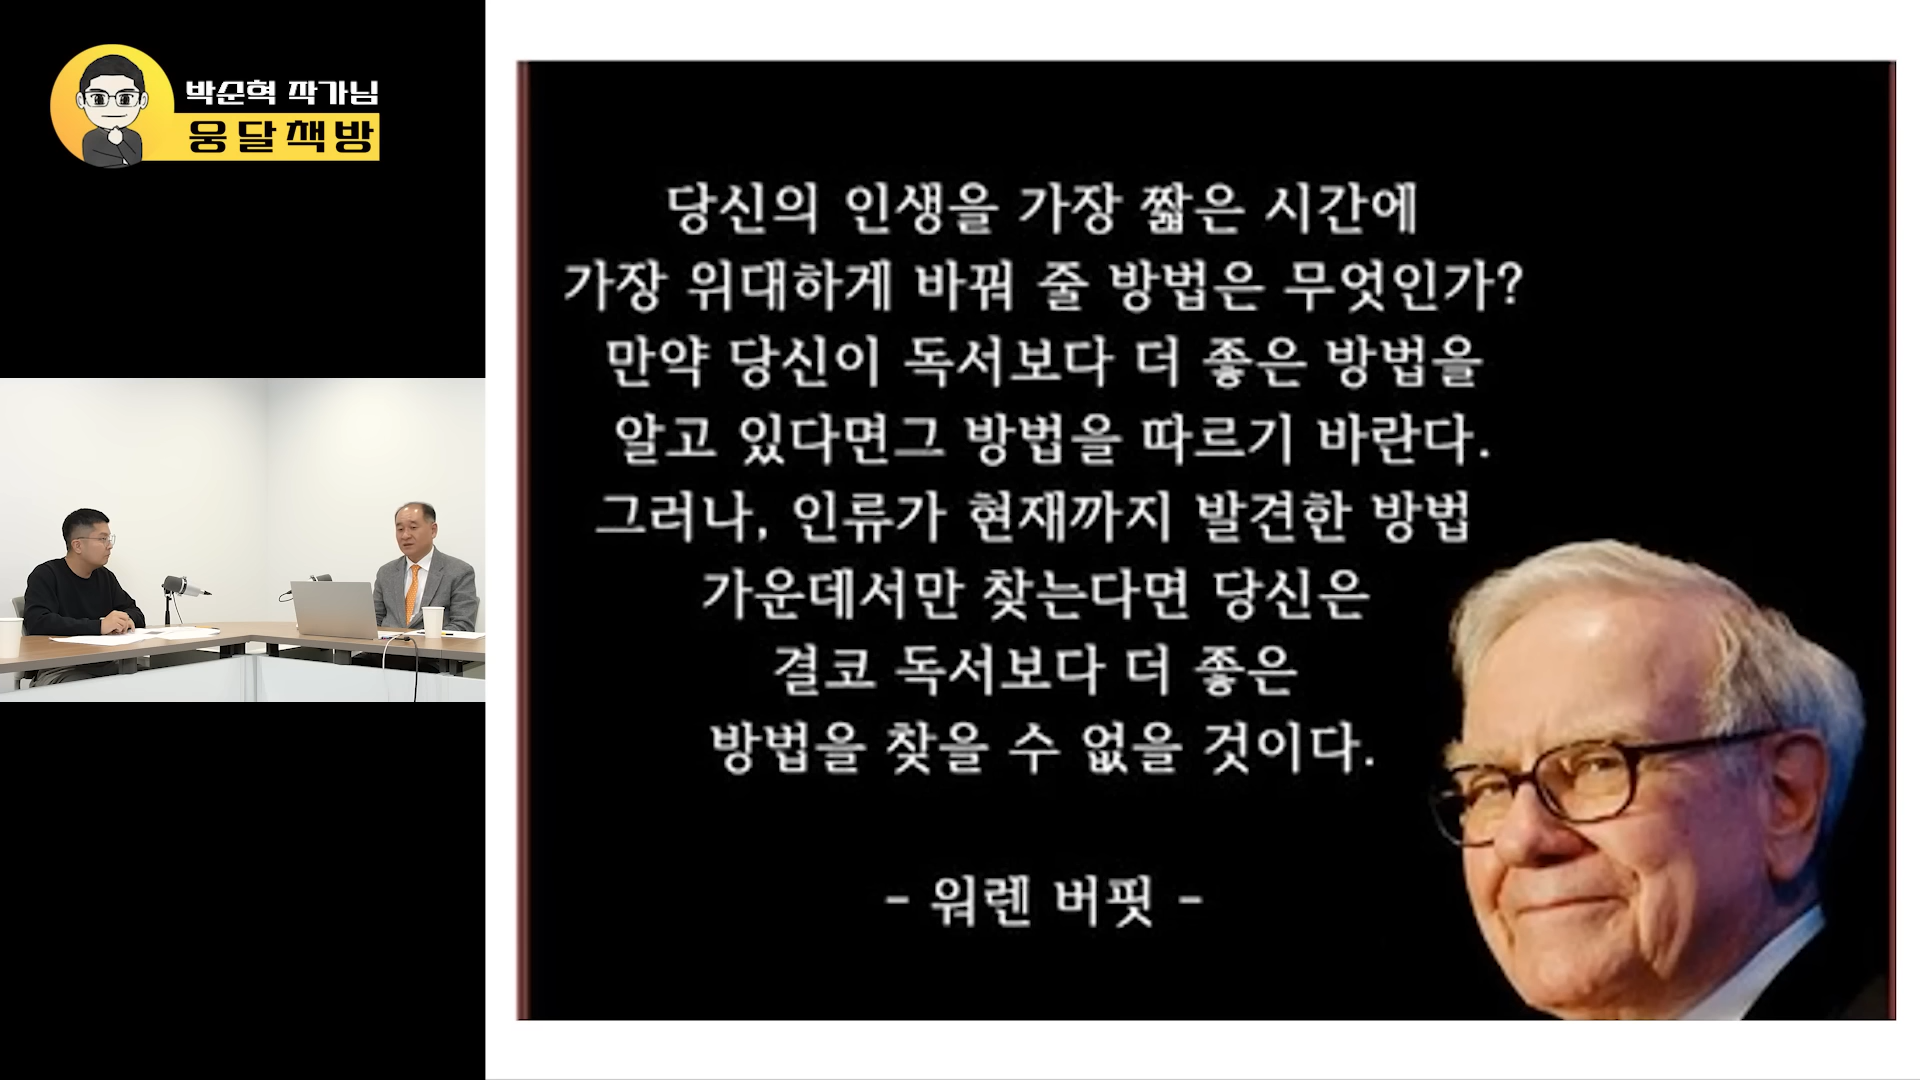 박순혁 작가님
웅달책방
당신의 인생을 가장 짧은 시간에
가장 위대하게 바꿔 줄 방법은 무엇인가?
만약 당신이 독서보다 더 좋은 방법을
알고 있다면그 방법을 따르기 바란다.
그러나, 인류가 현재까지 발견한 방법
가운데서만 찾는다면 당신은
결코 독서보다 더 좋은
방법을 찾을 수 없을 것이다.
- 워렌 버핏 -